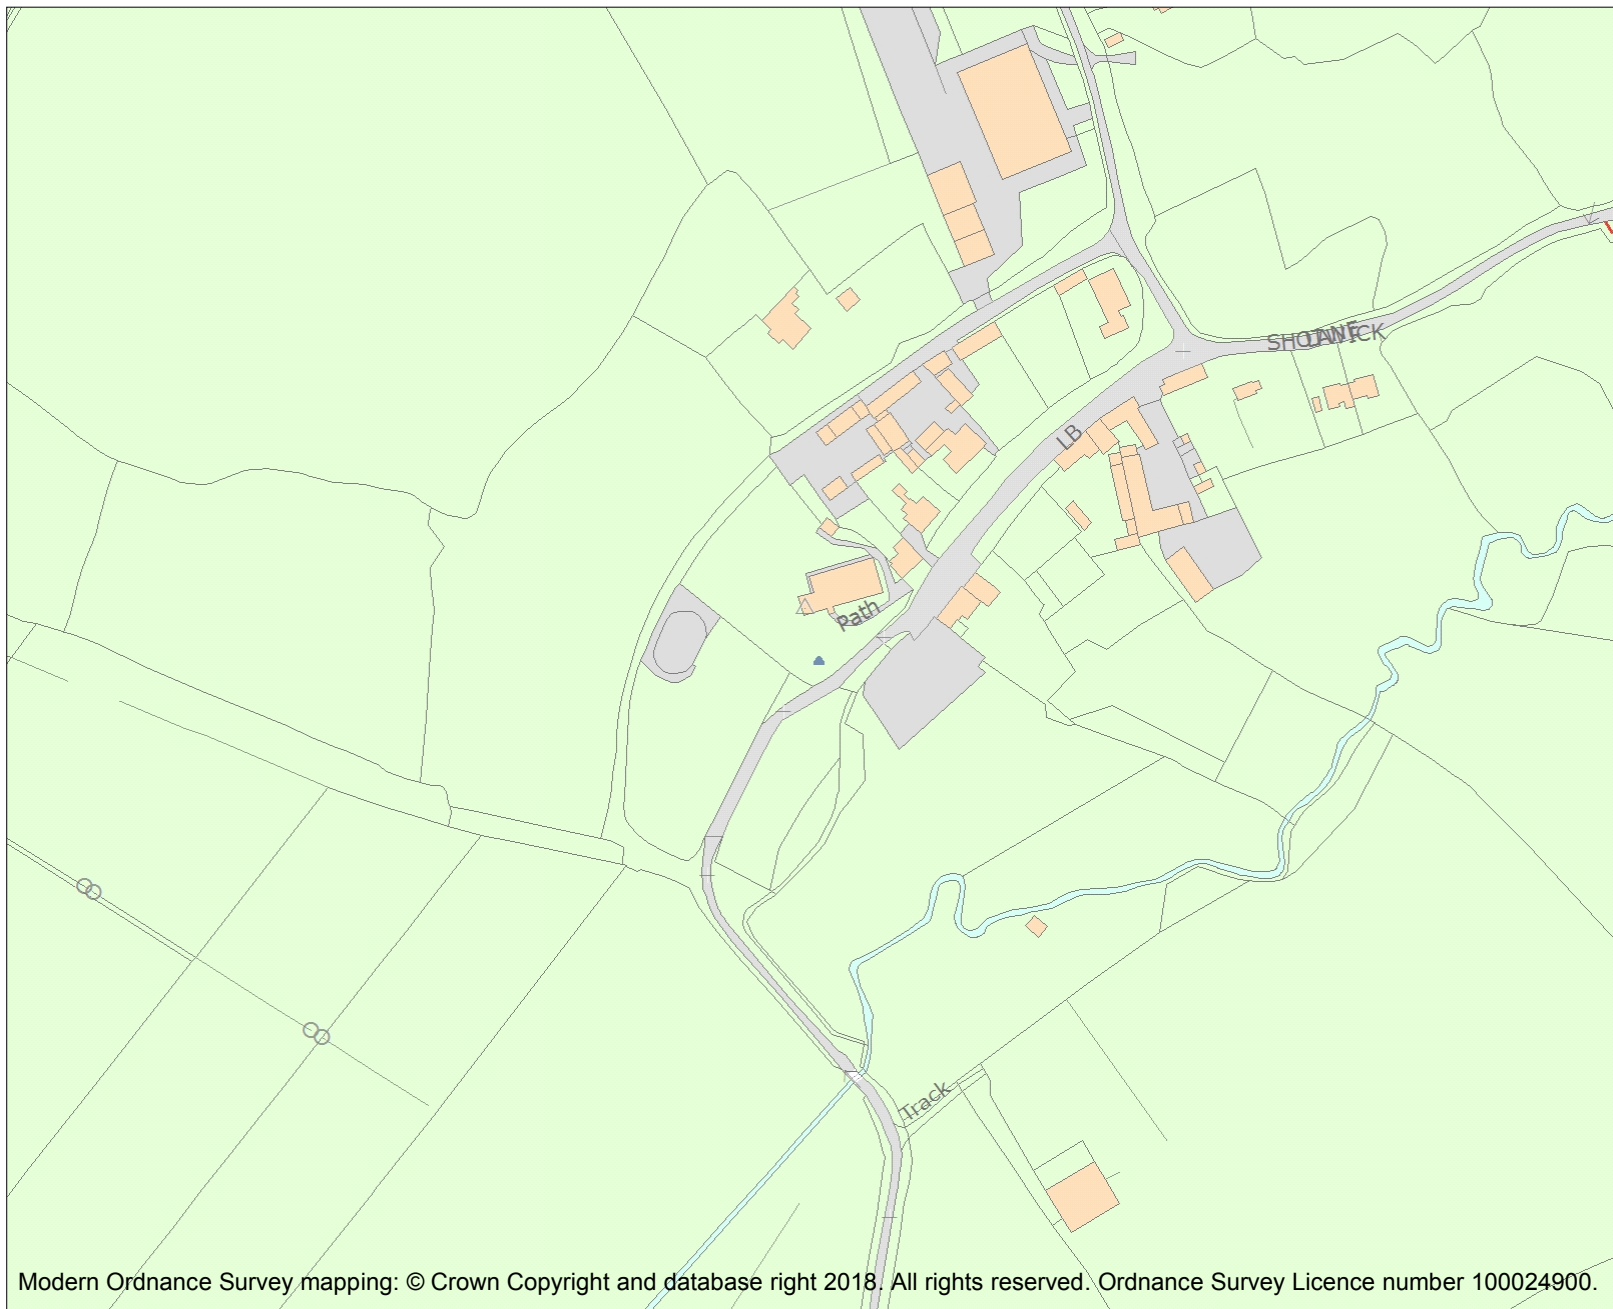 SHOTWICK
LANE
LB
Path
Track
Modern Ordnance Survey mapping: © Crown Copyright and database right 2018. All rights reserved. Ordnance Survey Licence number 100024900.